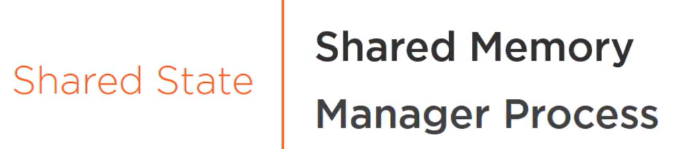 Shared State
Shared Memory
Manager Process